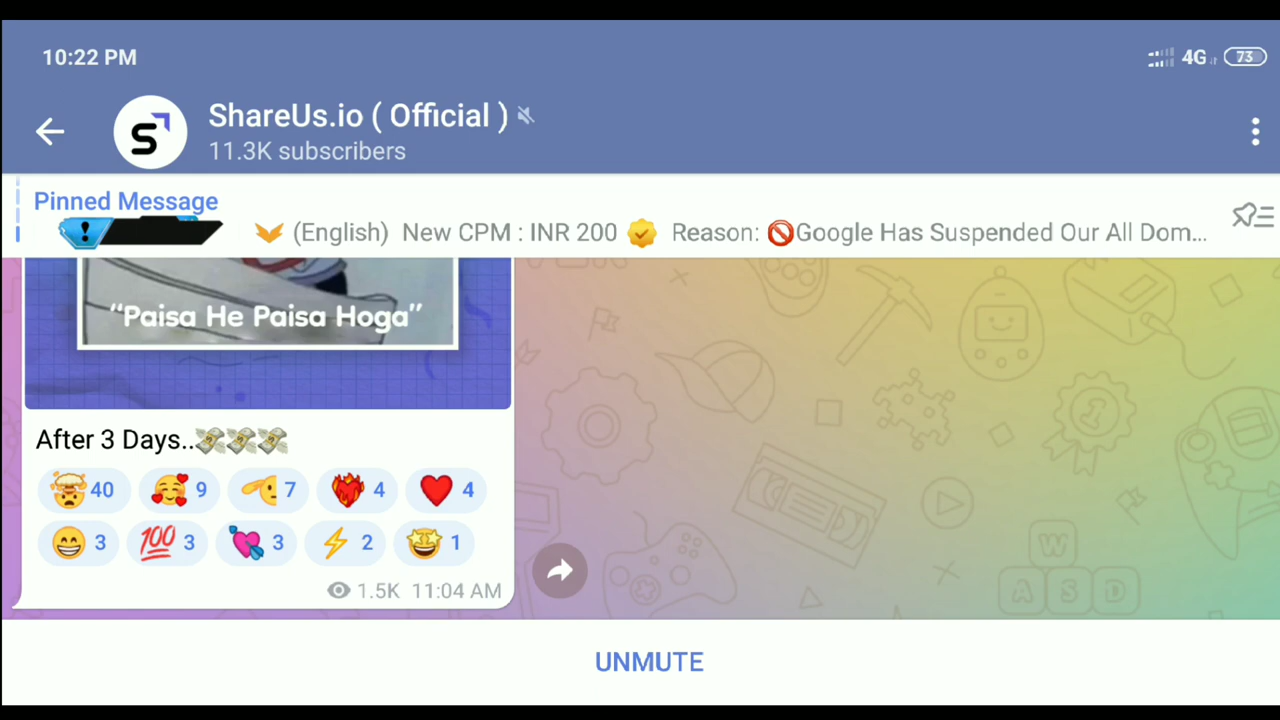 10:22 PM
4G
73
ShareUs.io ( Official )
11.3K subscribers
Pinned Message
(English) New CPM : INR 200 Reason: 🚫Google Has Suspended Our All Dom...
"Paisa He Paisa Hoga"
After 3 Days..💸💸💸
🤯 40 🥰 9 🫡 7 ❤️‍🔥 4 ❤️ 4
😁 3 💯 3 💘 3 ⚡ 2 🤩 1
1.5K 11:04 AM
W
A S D
UNMUTE